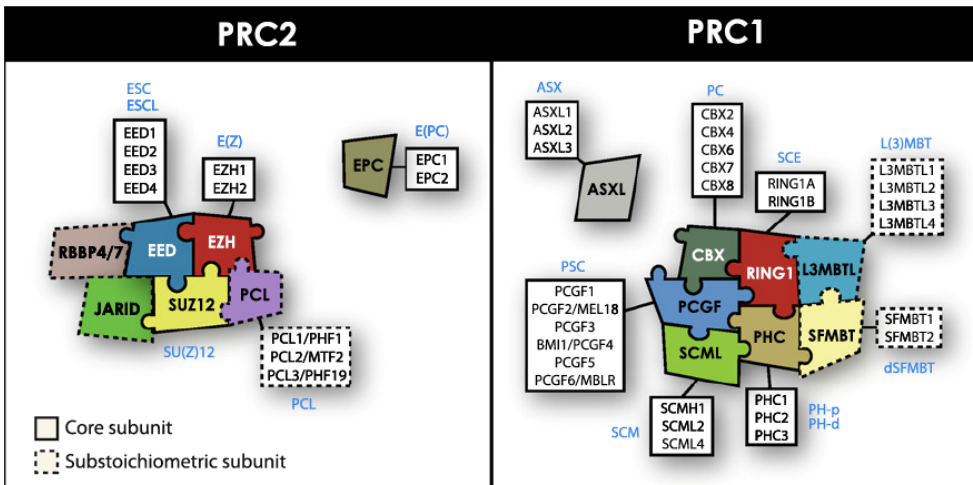 PRC2
PRC1
ESC
ESCL
EED1
EED2
EED3
EED4
E(Z)
EZH1
EZH2
E(PC)
EPC
EPC1
EPC2
RBBP4/7
EED
EZH
JARID
SUZ12
PCL
SU(Z)12
PCL1/PHF1
PCL2/MTF2
PCL3/PHF19
PCL
Core subunit
Substoichiometric subunit
ASX
ASXL1
ASXL2
ASXL3
ASXL
PC
CBX2
CBX4
CBX6
CBX7
CBX8
SCE
RING1A
RING1B
L(3)MBT
L3MBTL1
L3MBTL2
L3MBTL3
L3MBTL4
CBX
RING1
L3MBTL
PSC
PCGF1
PCGF2/MEL18
PCGF3
BMI1/PCGF4
PCGF5
PCGF6/MBLR
PCGF
SCML
PHC
SFMBT
SFMBT1
SFMBT2
dSFMBT
SCM
SCMH1
SCML2
SCML4
PHC1
PHC2
PHC3
PH-p
PH-d